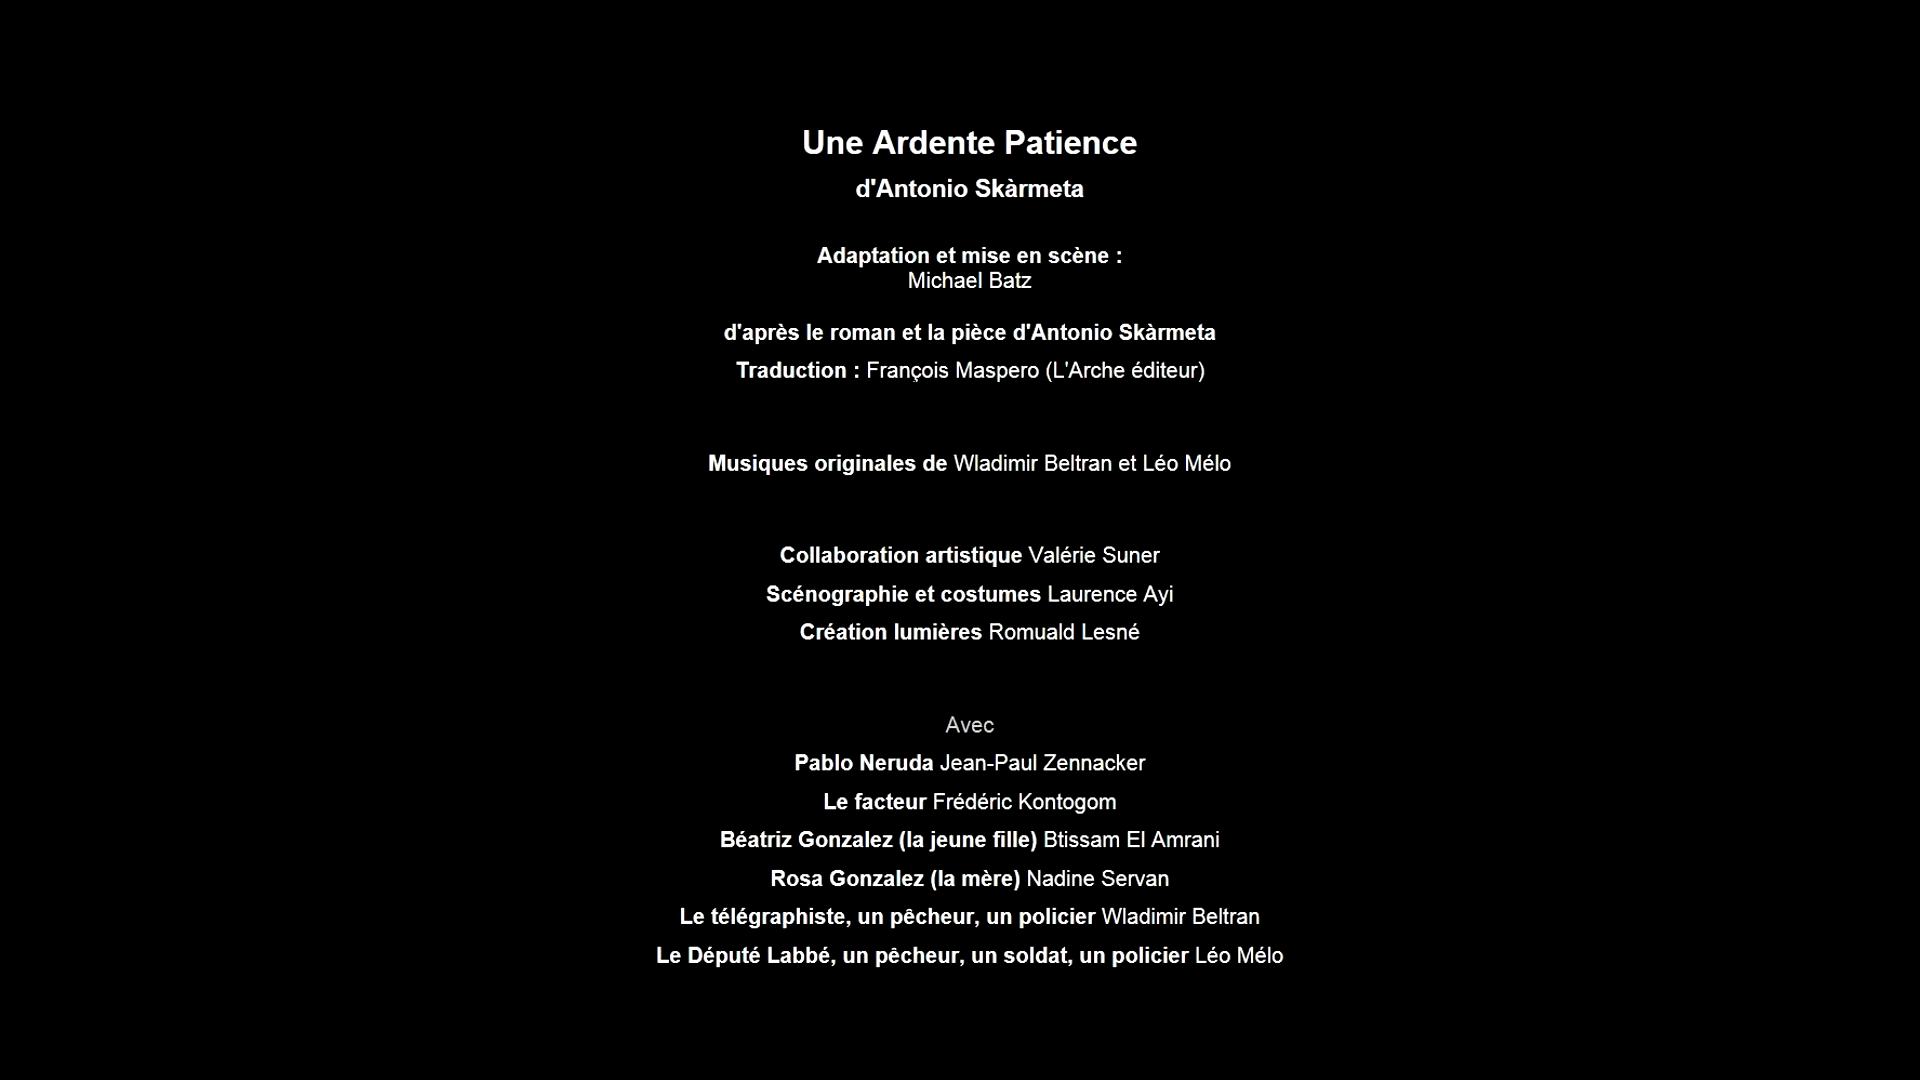 Une Ardente Patience
d'Antonio Skàrmeta
Adaptation et mise en scène :
Michael Batz
d'après le roman et la pièce d'Antonio Skàrmeta
Traduction : François Maspero (L'Arche éditeur)
Musiques originales de Wladimir Beltran et Léo Mélo
Collaboration artistique Valérie Suner
Scénographie et costumes Laurence Ayi
Création lumières Romuald Lesné
Avec
Pablo Neruda Jean-Paul Zennacker
Le facteur Frédéric Kontogom
Béatriz Gonzalez (la jeune fille) Btissam El Amrani
Rosa Gonzalez (la mère) Nadine Servan
Le télégraphiste, un pêcheur, un policier Wladimir Beltran
Le Député Labbé, un pêcheur, un soldat, un policier Léo Mélo